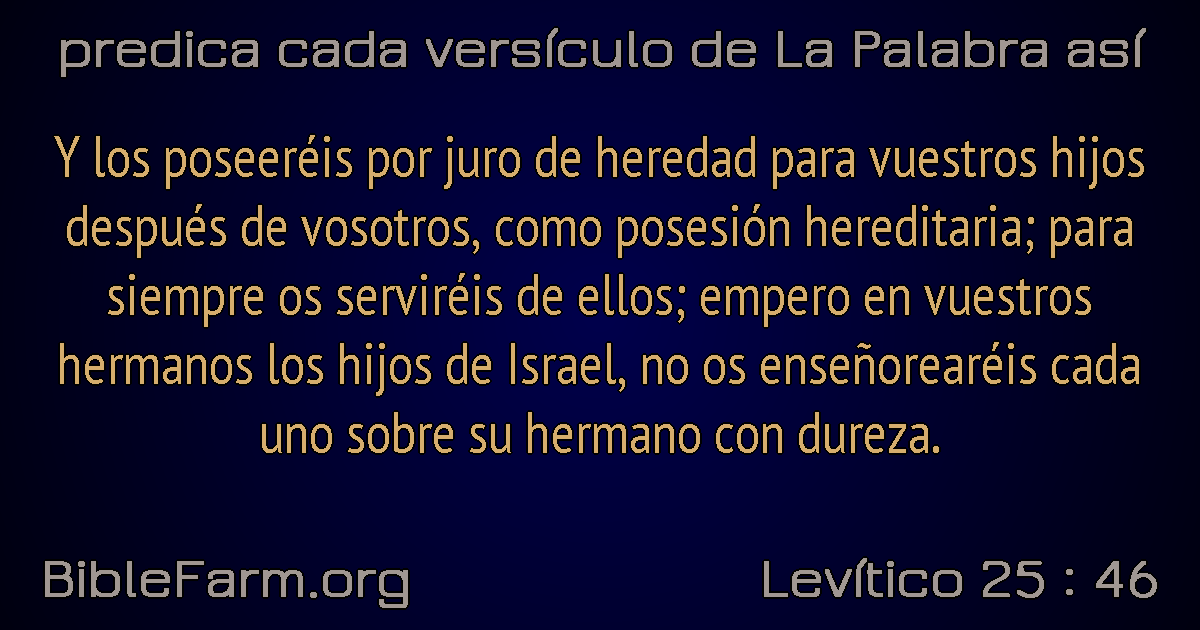 predica cada versículo de La Palabra así
Y los poseeréis por juro de heredad para vuestros hijos
después de vosotros, como posesión hereditaria; para
siempre os serviréis de ellos; empero en vuestros
hermanos los hijos de Israel, no os enseñorearéis cada
uno sobre su hermano con dureza.
BibleFarm.org
Levítico 25 : 46